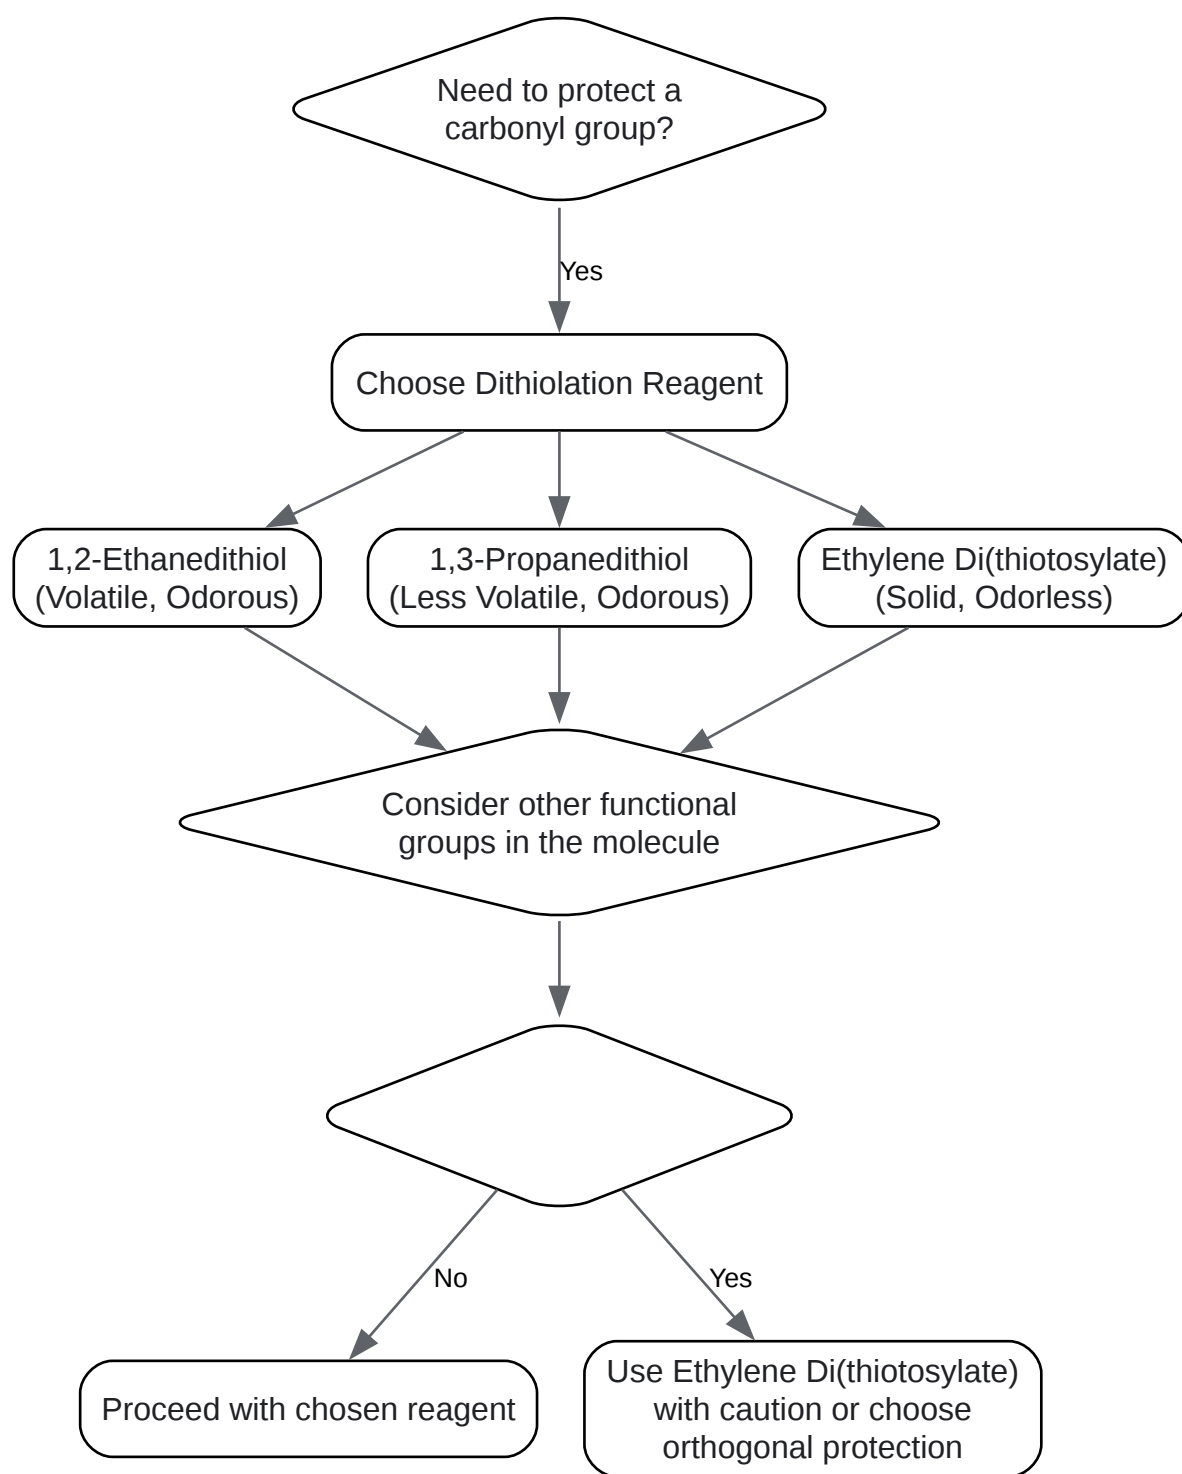 Need to protect a
carbonyl group?
Yes
Choose Dithiolation Reagent
1,2-Ethanedithiol
(Volatile, Odorous)
1,3-Propanedithiol
(Less Volatile, Odorous)
Ethylene Di(thiotosylate)
(Solid, Odorless)
Consider other functional
groups in the molecule
No
Yes
Proceed with chosen reagent
Use Ethylene Di(thiotosylate)
with caution or choose
orthogonal protection